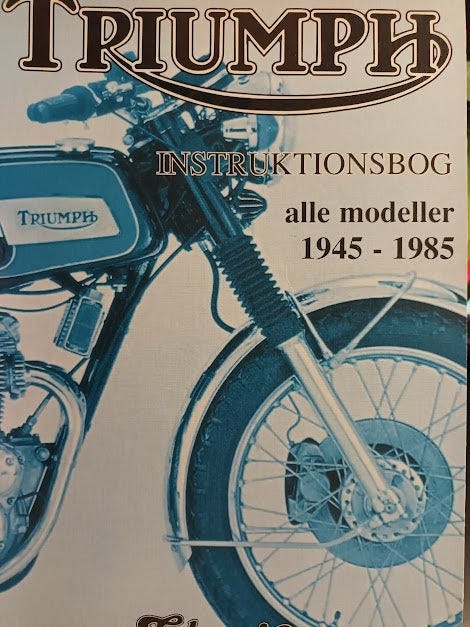 TRIUMPH
INSTRUKTIONSBOG
alle modeller
1945 - 1985
TRIUMPH